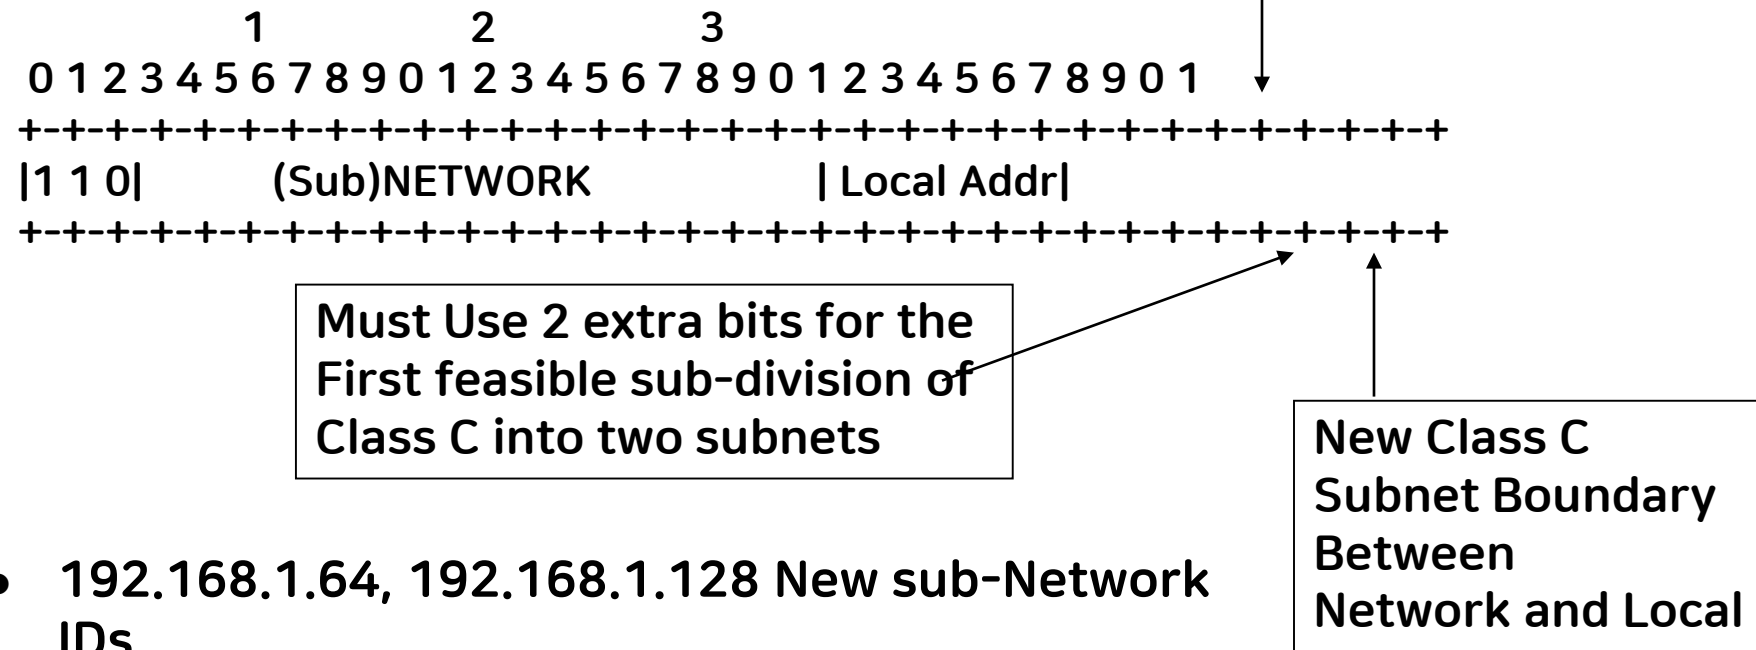 1 2 3
0 1 2 3 4 5 6 7 8 9 0 1 2 3 4 5 6 7 8 9 0 1 2 3 4 5 6 7 8 9 0 1
+-+-+-+-+-+-+-+-+-+-+-+-+-+-+-+-+-+-+-+-+-+-+-+-+-+-+-+-+-+-+-+-+
|1 1 0| (Sub)NETWORK | Local Addr|
+-+-+-+-+-+-+-+-+-+-+-+-+-+-+-+-+-+-+-+-+-+-+-+-+-+-+-+-+-+-+-+-+
Must Use 2 extra bits for the
First feasible sub-division of
Class C into two subnets
New Class C
Subnet Boundary
Between
Network and Local
• 192.168.1.64, 192.168.1.128 New sub-Network
IDs